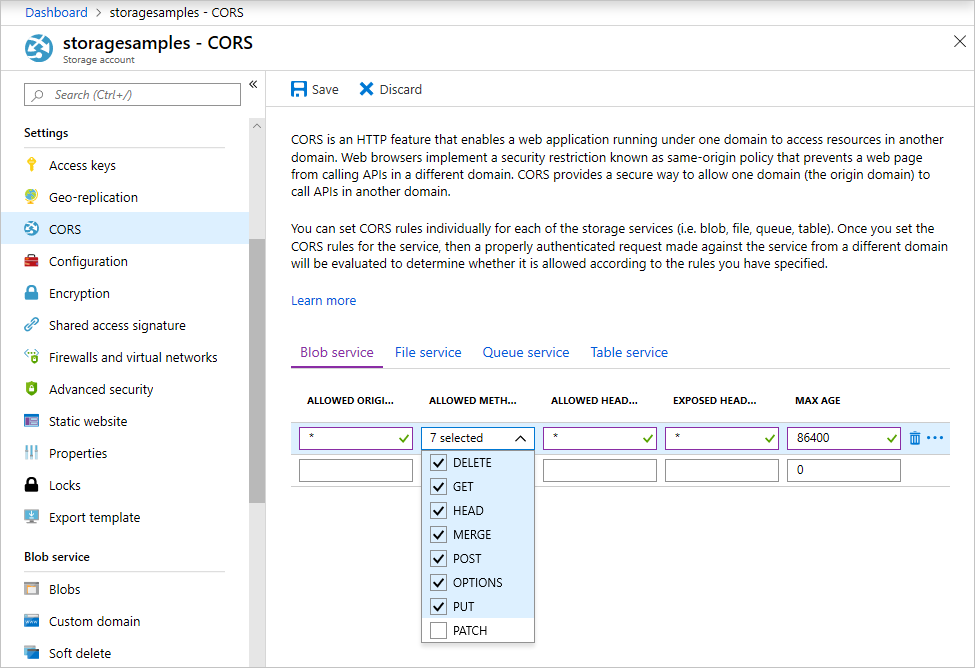 Dashboard > storagesamples - CORS
storagesamples - CORS
Storage account
Search (Ctrl+/)
«
Settings
Access keys
Geo-replication
CORS
Configuration
Encryption
Shared access signature
Firewalls and virtual networks
Advanced security
Static website
Properties
Locks
Export template
Blob service
Blobs
Custom domain
Soft delete
Save Discard
CORS is an HTTP feature that enables a web application running under one domain to access resources in another
domain. Web browsers implement a security restriction known as same-origin policy that prevents a web page
from calling APIs in a different domain. CORS provides a secure way to allow one domain (the origin domain) to
call APIs in another domain.
You can set CORS rules individually for each of the storage services (i.e. blob, file, queue, table). Once you set the
CORS rules for the service, then a properly authenticated request made against the service from a different domain
will be evaluated to determine whether it is allowed according to the rules you have specified.
Learn more
Blob service File service Queue service Table service
ALLOWED ORIGI... ALLOWED METH... ALLOWED HEAD... EXPOSED HEAD... MAX AGE
* 7 selected * * 86400
0
DELETE
GET
HEAD
MERGE
POST
OPTIONS
PUT
PATCH